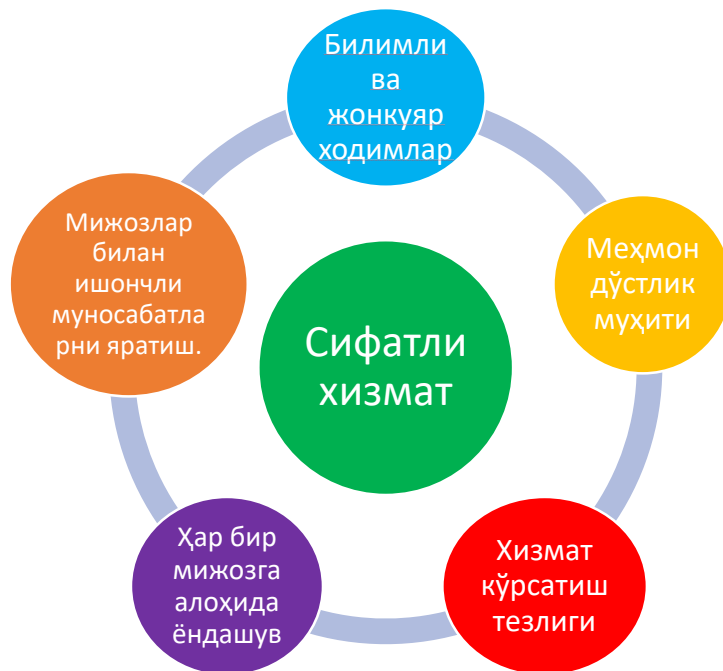 Билимли
ва
жонкуяр
ходимлар
Меҳмон
дўстлик
муҳити
Хизмат
кўрсатиш
тезлиги
Ҳар бир
мижозга
алоҳида
ёндашув
Мижозлар
билан
ишончли
муносабатла
рни яратиш.
Сифатли
хизмат